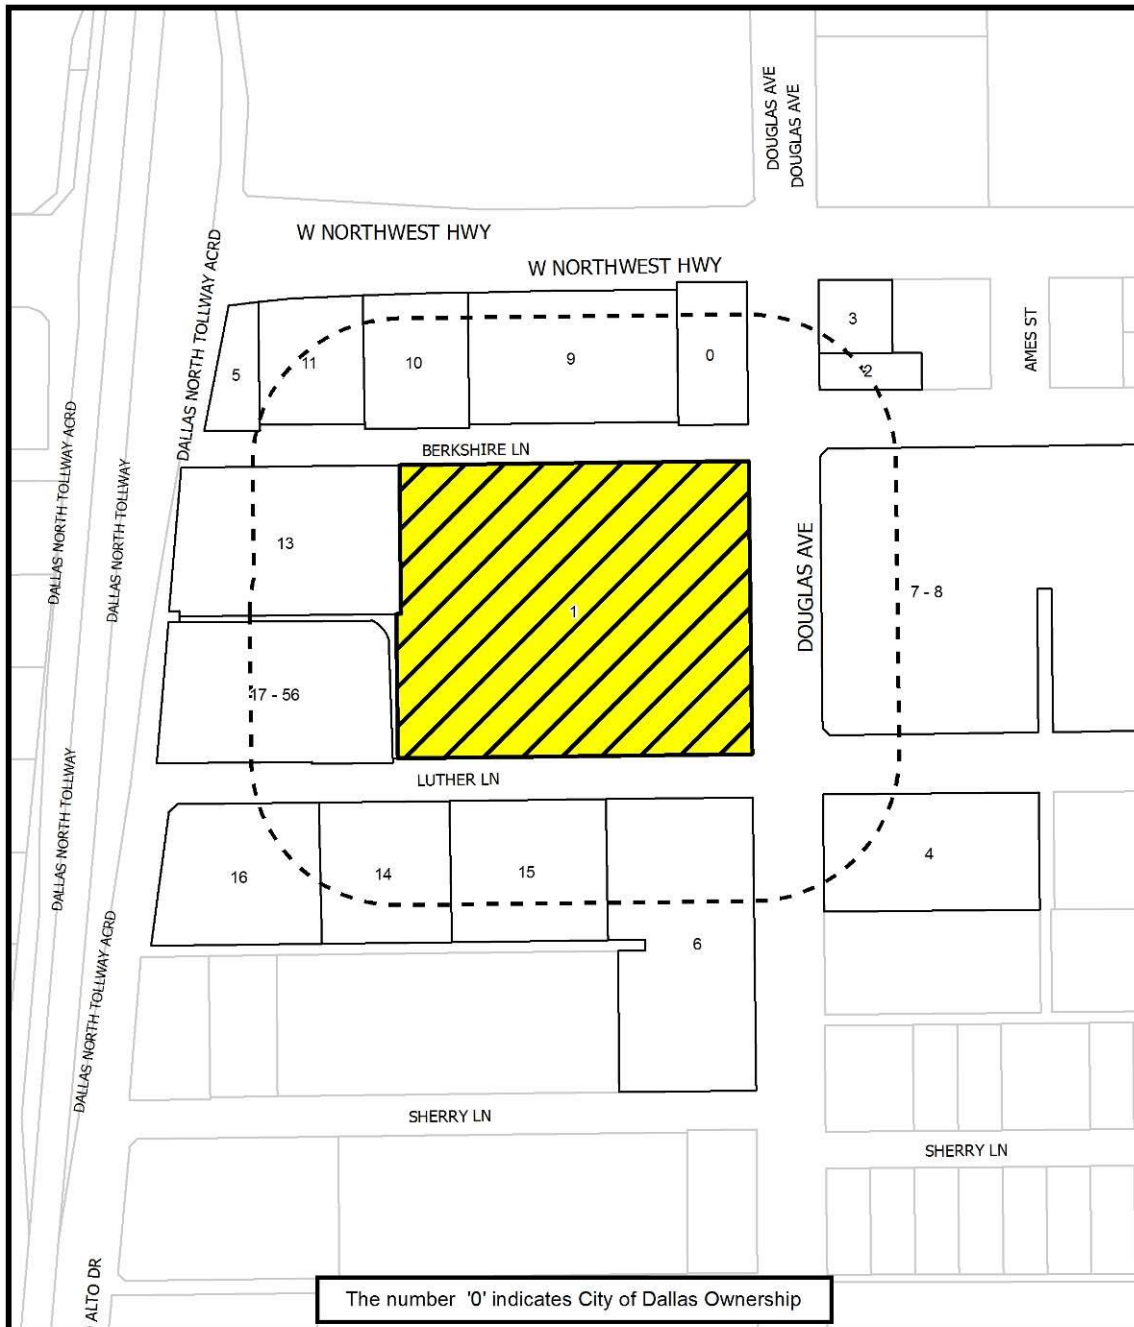 DOUGLAS AVE
DOUGLAS AVE
W NORTHWEST HWY
W NORTHWEST HWY
DALLAS NORTH TOLLWAY ACRD
AMES ST
3
2
5
11
10
9
0
BERKSHIRE LN
DALLAS NORTH TOLLWAY ACRD
DALLAS NORTH TOLLWAY
13
1
DOUGLAS AVE
7 - 8
17 - 56
LUTHER LN
DALLAS NORTH TOLLWAY
16
14
15
4
6
DALLAS NORTH TOLLWAY ACRD
SHERRY LN
SHERRY LN
ALTO DR
The number '0' indicates City of Dallas Ownership